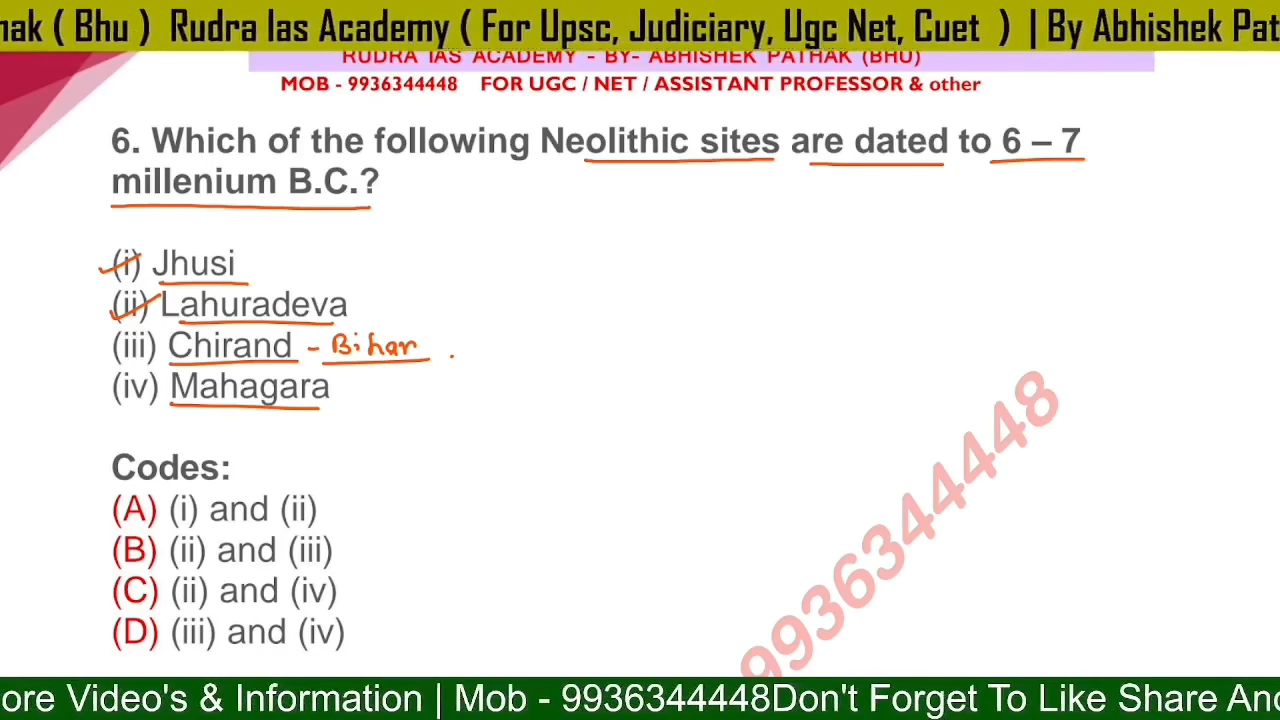 ak ( Bhu ) Rudra Ias Academy ( For Upsc, Judiciary, Ugc Net, Cuet ) | By Abhishek Pat
RUDRA IAS ACADEMY - BY- ABHISHEK PATHAK (BHU)
MOB - 9936344448 FOR UGC / NET / ASSISTANT PROFESSOR & other
6. Which of the following Neolithic sites are dated to 6 – 7
millenium B.C.?
(i) Jhusi
(ii) Lahuradeva
(iii) Chirand - Bihar
(iv) Mahagara
Codes:
(A) (i) and (ii)
(B) (ii) and (iii)
(C) (ii) and (iv)
(D) (iii) and (iv)
9936344448
ore Video's & Information | Mob - 9936344448Don't Forget To Like Share And